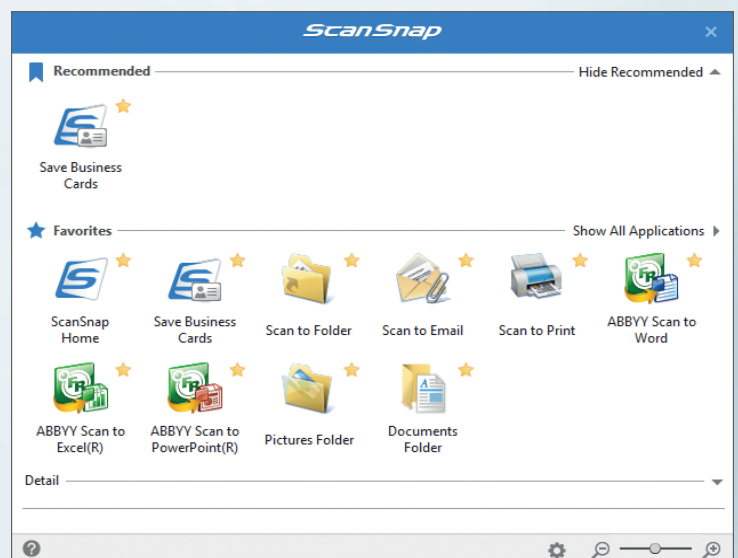 ScanSnap
Recommended
Hide Recommended
Save Business
Cards
Favorites
Show All Applications
ScanSnap
Home
Save Business
Cards
Scan to Folder
Scan to Email
Scan to Print
ABBYY Scan to
Word
ABBYY Scan to
Excel(R)
ABBYY Scan to
PowerPoint(R)
Pictures Folder
Documents
Folder
Detail